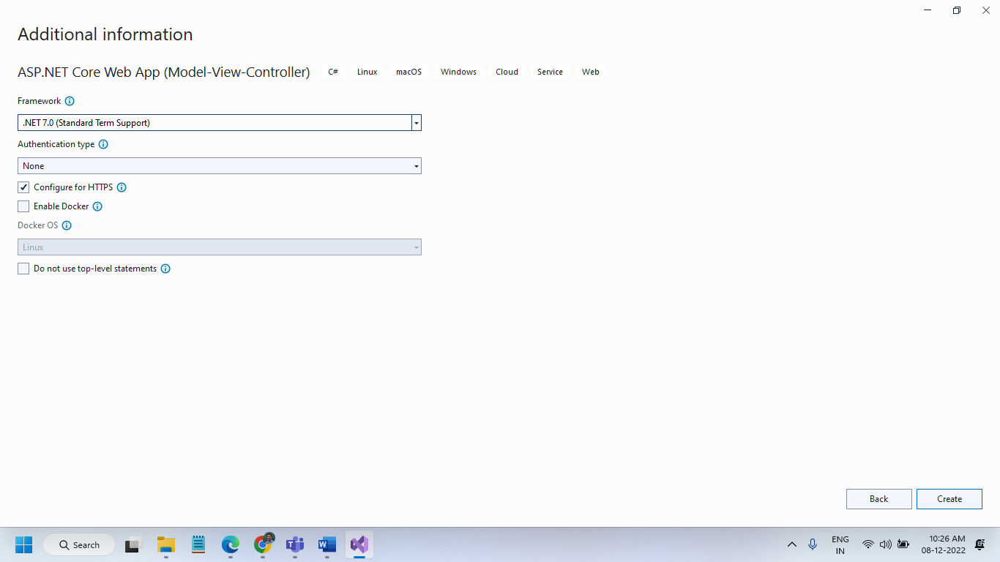 Additional information
ASP.NET Core Web App (Model-View-Controller) C# Linux macOS Windows Cloud Service Web
Framework
.NET 7.0 (Standard Term Support)
Authentication type
None
Configure for HTTPS
Enable Docker
Docker OS
Linux
Do not use top-level statements
Back Create
Search
ENG
IN
10:26 AM
08-12-2022